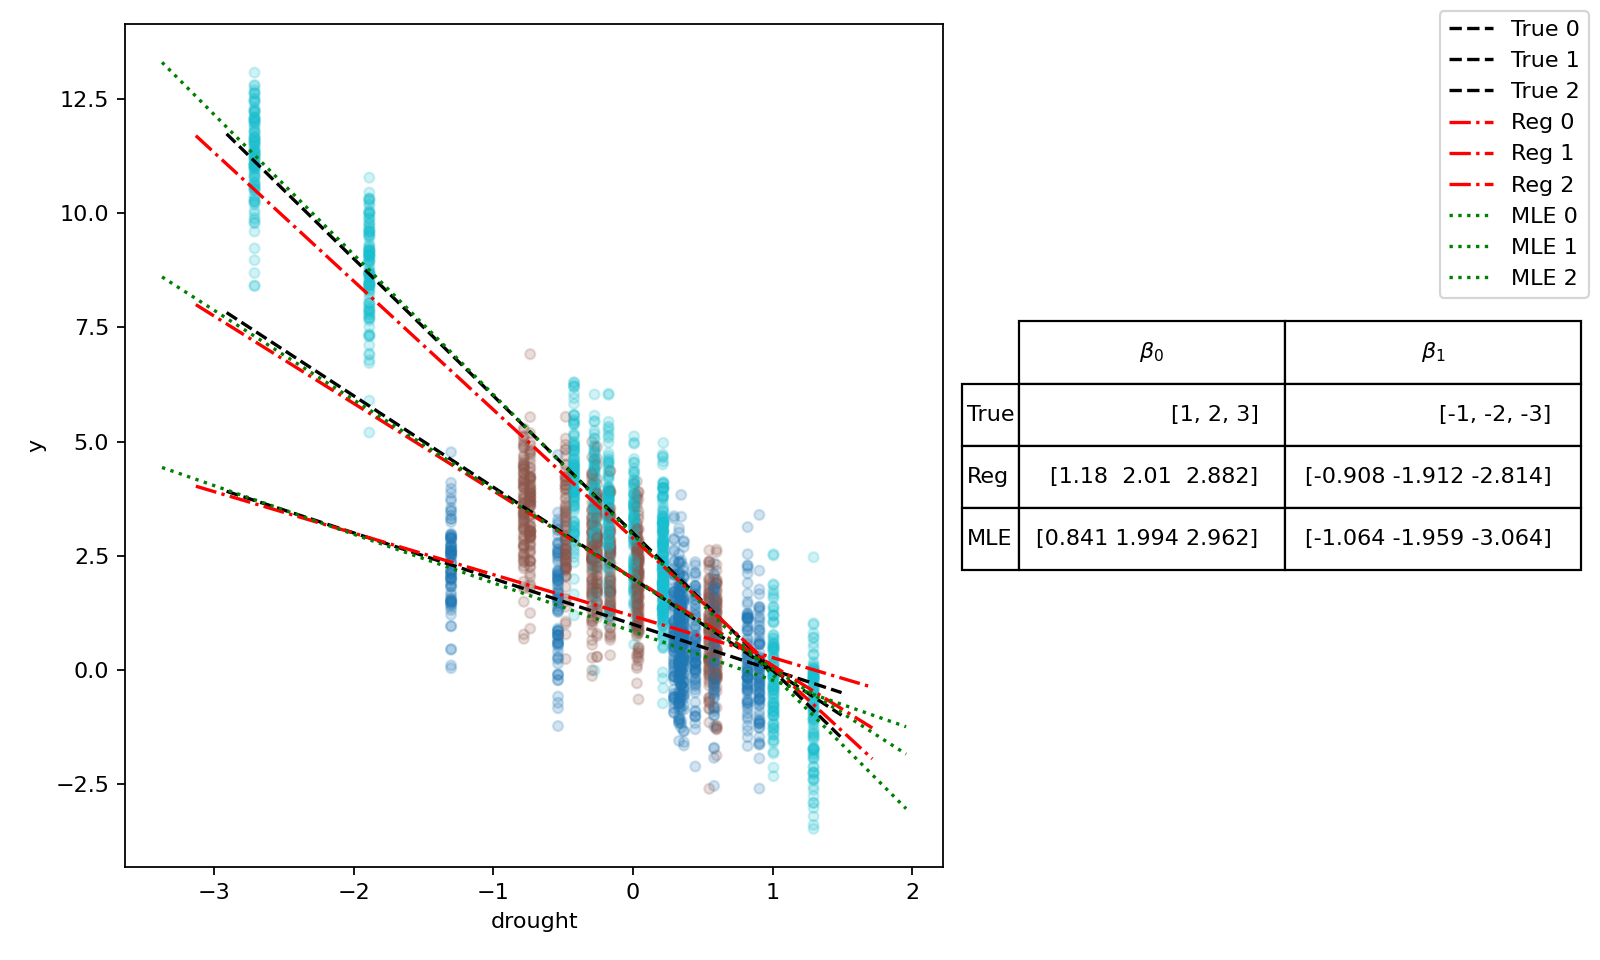 True 0
True 1
True 2
Reg 0
Reg 1
Reg 2
MLE 0
MLE 1
MLE 2
12.5
10.0
7.5
5.0
2.5
0.0
−2.5
y
−3 −2 −1 0 1 2
drought
β0 β1
True [1, 2, 3] [-1, -2, -3]
Reg [1.18 2.01 2.882] [-0.908 -1.912 -2.814]
MLE [0.841 1.994 2.962] [-1.064 -1.959 -3.064]